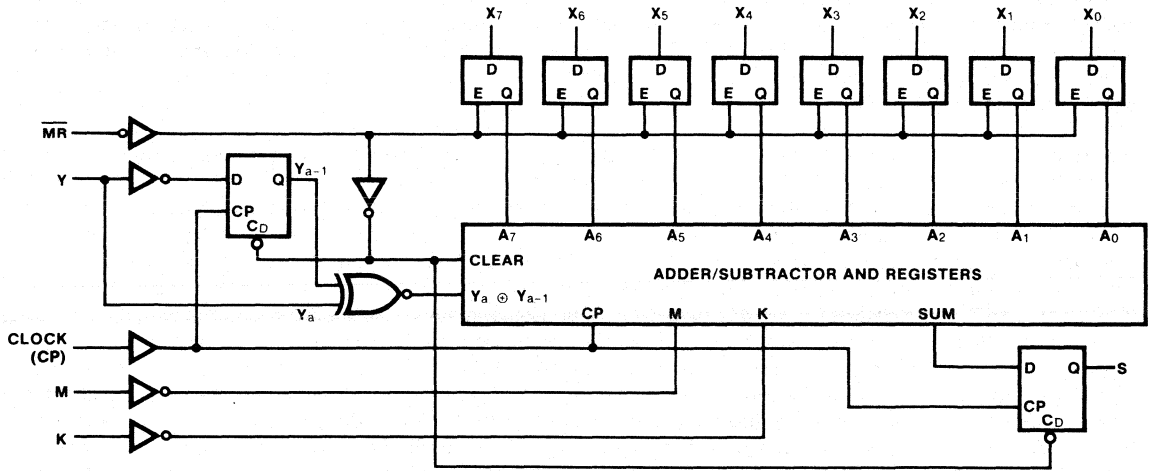 X7 X6 X5 X4 X3 X2 X1 X0
D D D D D D D D
E Q E Q E Q E Q E Q E Q E Q E Q
MR
Y
D Q Ya-1
CP
CD
A7 A6 A5 A4 A3 A2 A1 A0
CLEAR
ADDER/SUBTRACTOR AND REGISTERS
Ya ⊕ Ya-1
Ya
CP M K SUM
CLOCK
(CP)
D Q S
M
CP
CD
K